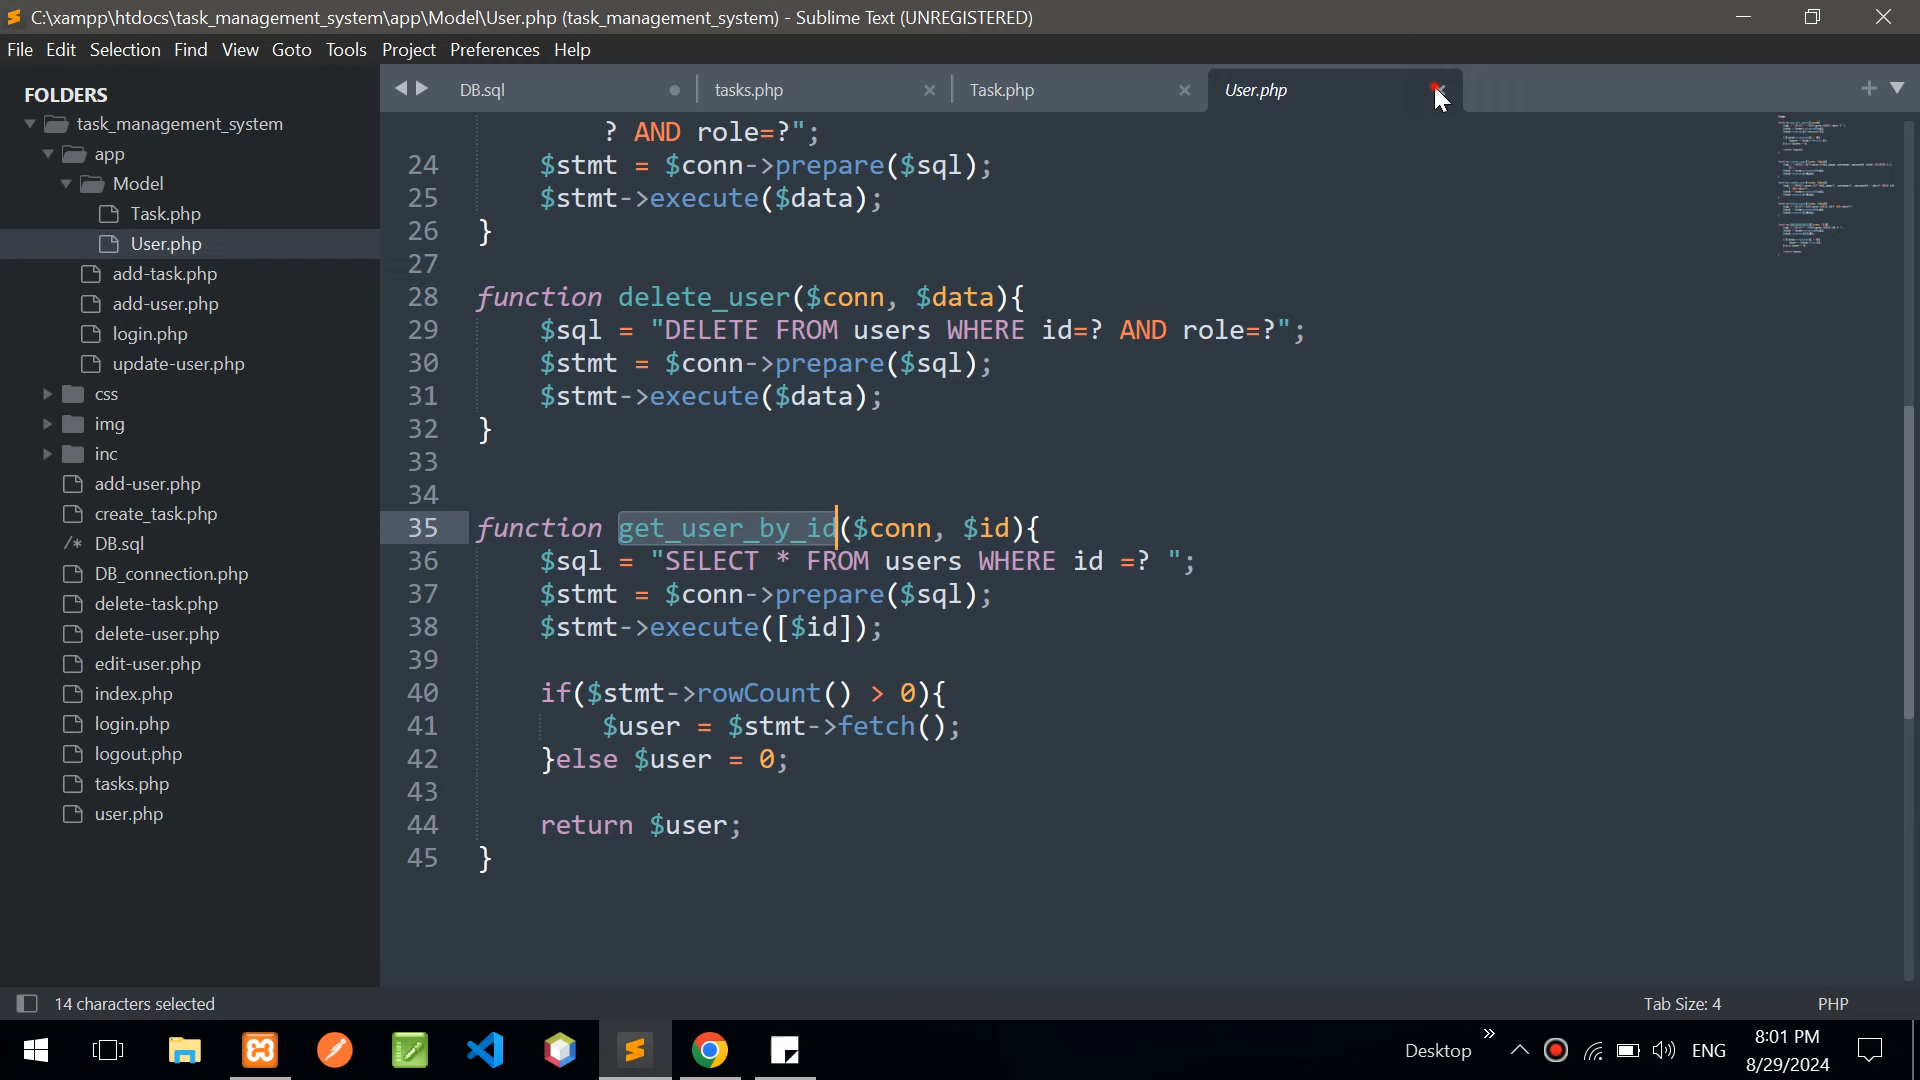 C:\xampp\htdocs\task_management_system\app\Model\User.php (task_management_system) - Sublime Text (UNREGISTERED)
File Edit Selection Find View Goto Tools Project Preferences Help
FOLDERS
task_management_system
app
Model
Task.php
User.php
add-task.php
add-user.php
login.php
update-user.php
css
img
inc
add-user.php
create_task.php
/* DB.sql
DB_connection.php
delete-task.php
delete-user.php
edit-user.php
index.php
login.php
logout.php
tasks.php
user.php
DB.sql tasks.php Task.php User.php
? AND role=?";
24 $stmt = $conn->prepare($sql);
25 $stmt->execute($data);
26 }
27
28 function delete_user($conn, $data){
29 $sql = "DELETE FROM users WHERE id=? AND role=?";
30 $stmt = $conn->prepare($sql);
31 $stmt->execute($data);
32 }
33
34
35 function get_user_by_id($conn, $id){
36 $sql = "SELECT * FROM users WHERE id =? ";
37 $stmt = $conn->prepare($sql);
38 $stmt->execute([$id]);
39
40 if($stmt->rowCount() > 0){
41 $user = $stmt->fetch();
42 }else $user = 0;
43
44 return $user;
45 }
14 characters selected Tab Size: 4 PHP
Desktop ENG 8:01 PM
8/29/2024